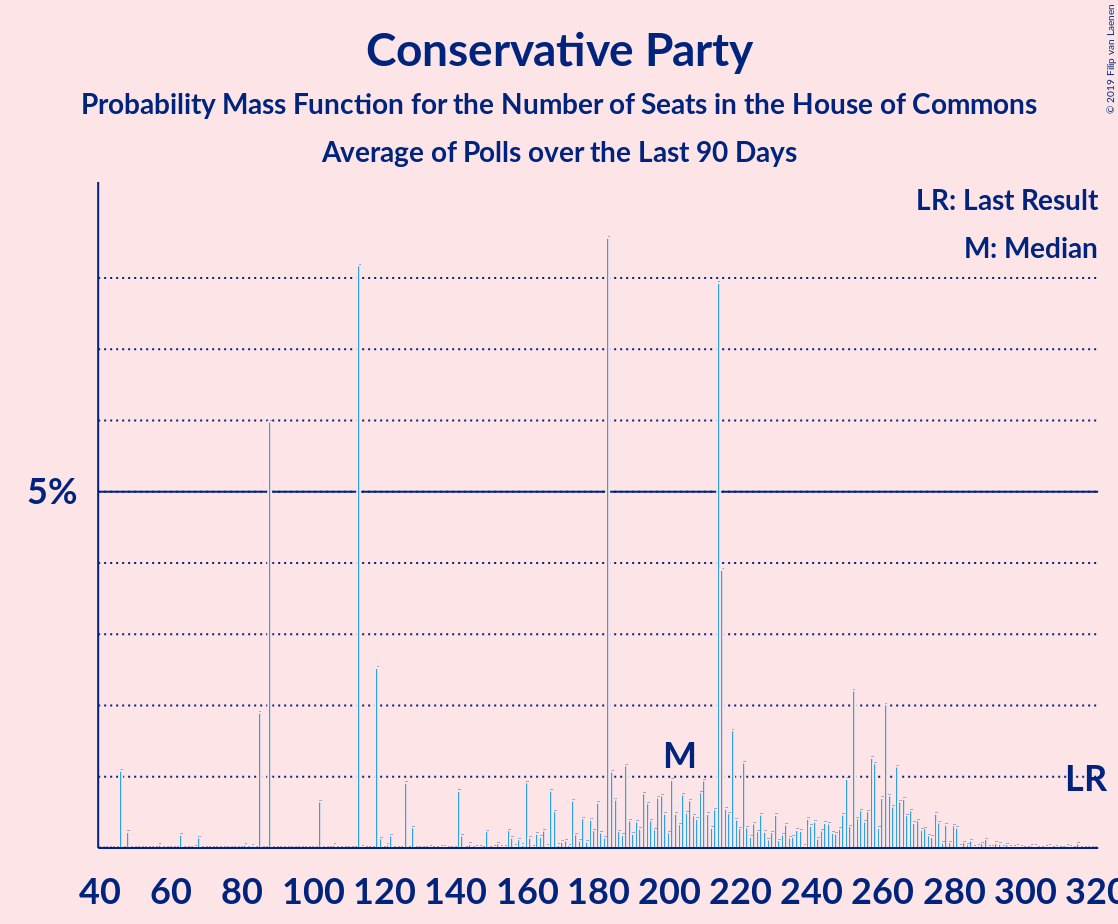 Conservative Party
Probability Mass Function for the Number of Seats in the House of Commons
Average of Polls over the Last 90 Days
© 2019 Filip van Laenen
LR: Last Result
M: Median
5%
M
LR
40 60 80 100 120 140 160 180 200 220 240 260 280 300 320